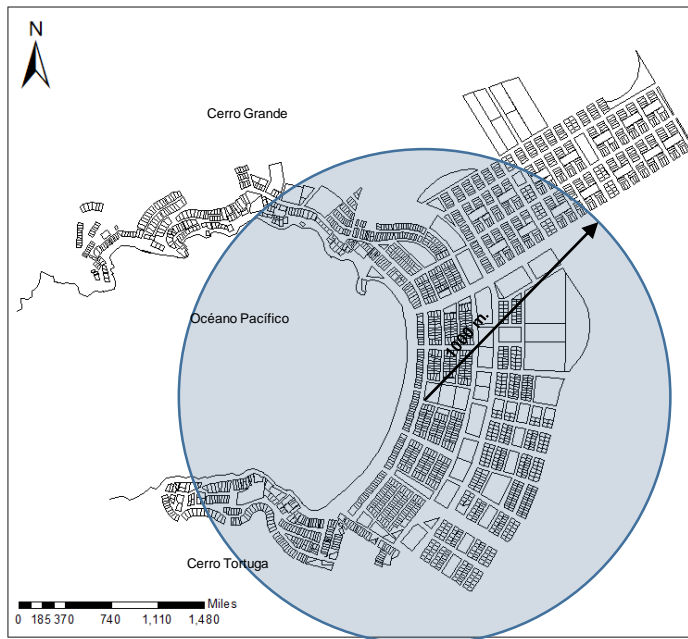 N
Cerro Grande
Océano Pacífico
1000 m.
Cerro Tortuga
Miles
0 185 370 740 1,110 1,480